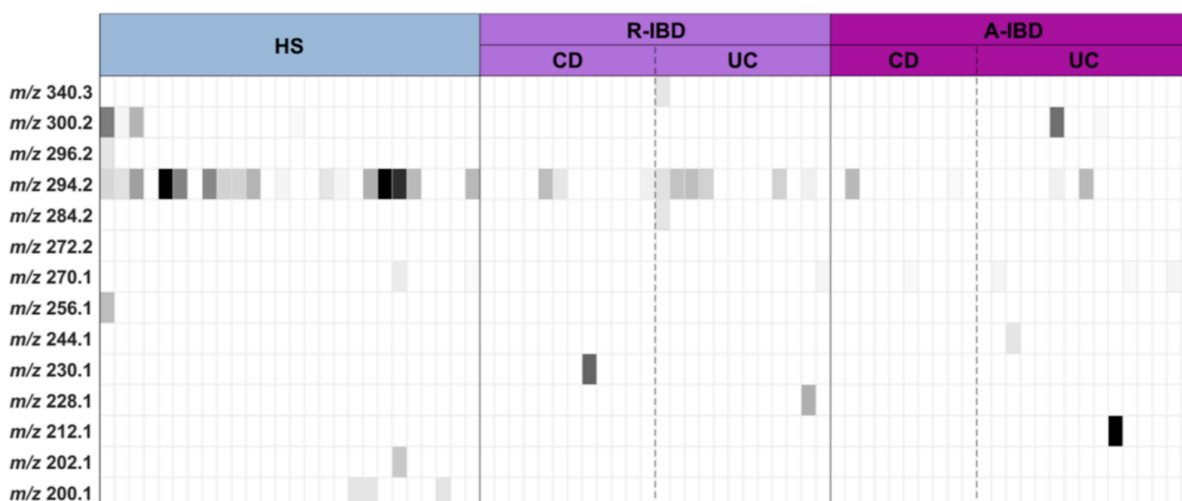 HS R-IBD A-IBD
CD UC CD UC
m/z 340.3
m/z 300.2
m/z 296.2
m/z 294.2
m/z 284.2
m/z 272.2
m/z 270.1
m/z 256.1
m/z 244.1
m/z 230.1
m/z 228.1
m/z 212.1
m/z 202.1
m/z 200.1